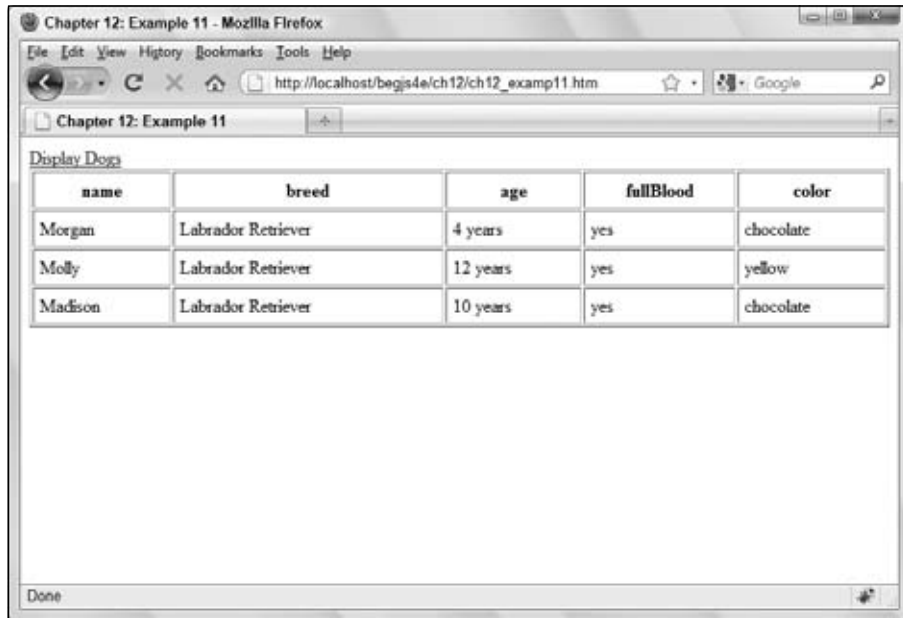 Chapter 12: Example 11 - Mozilla Firefox
File Edit View History Bookmarks Tools Help
http://localhost/begjs4e/ch12/ch12_examp11.htm Google
Chapter 12: Example 11
Display Dogs
name breed age fullBlood color
Morgan Labrador Retriever 4 years yes chocolate
Molly Labrador Retriever 12 years yes yellow
Madison Labrador Retriever 10 years yes chocolate
Done